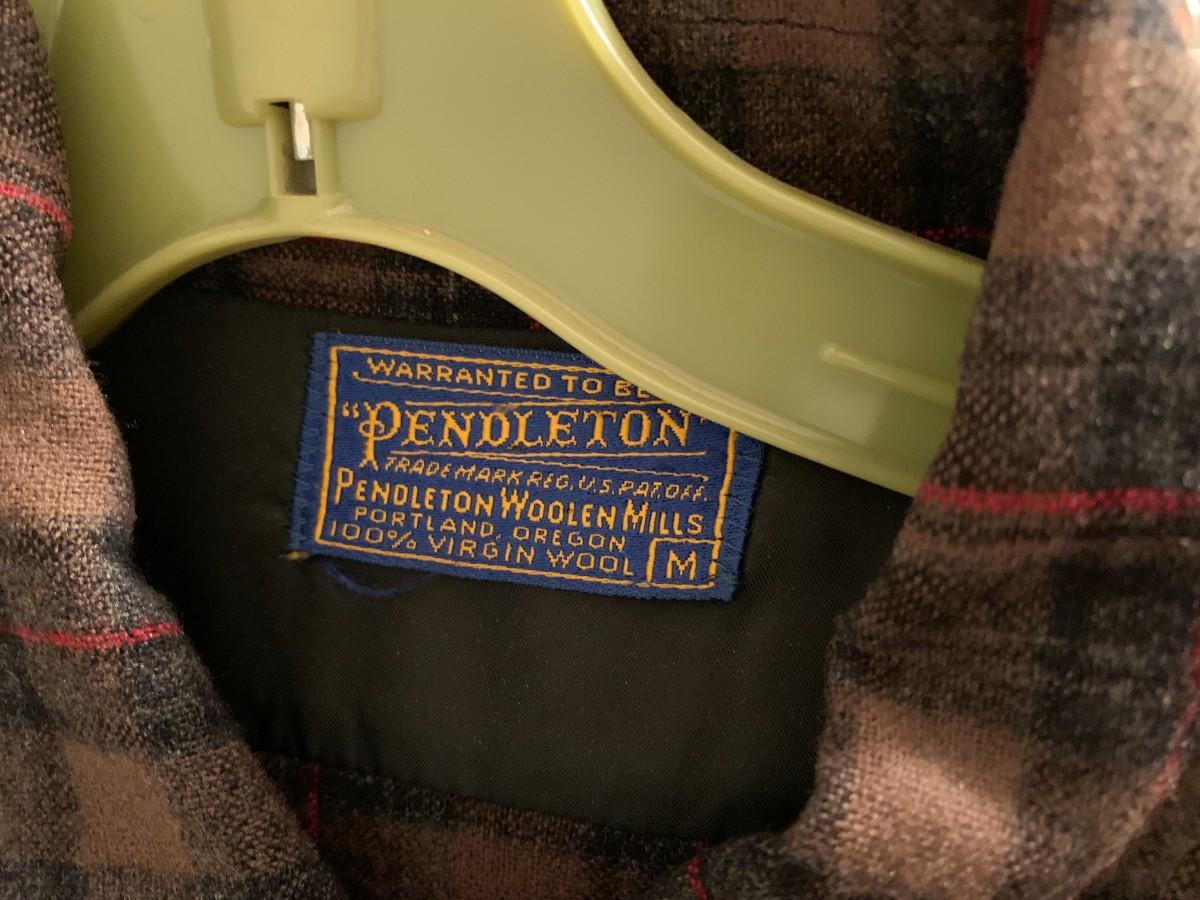 WARRANTED TO BE
"PENDLETON"
TRADE MARK REG. U.S. PAT. OFF.
PENDLETON WOOLEN MILLS
PORTLAND, OREGON
100% VIRGIN WOOL M